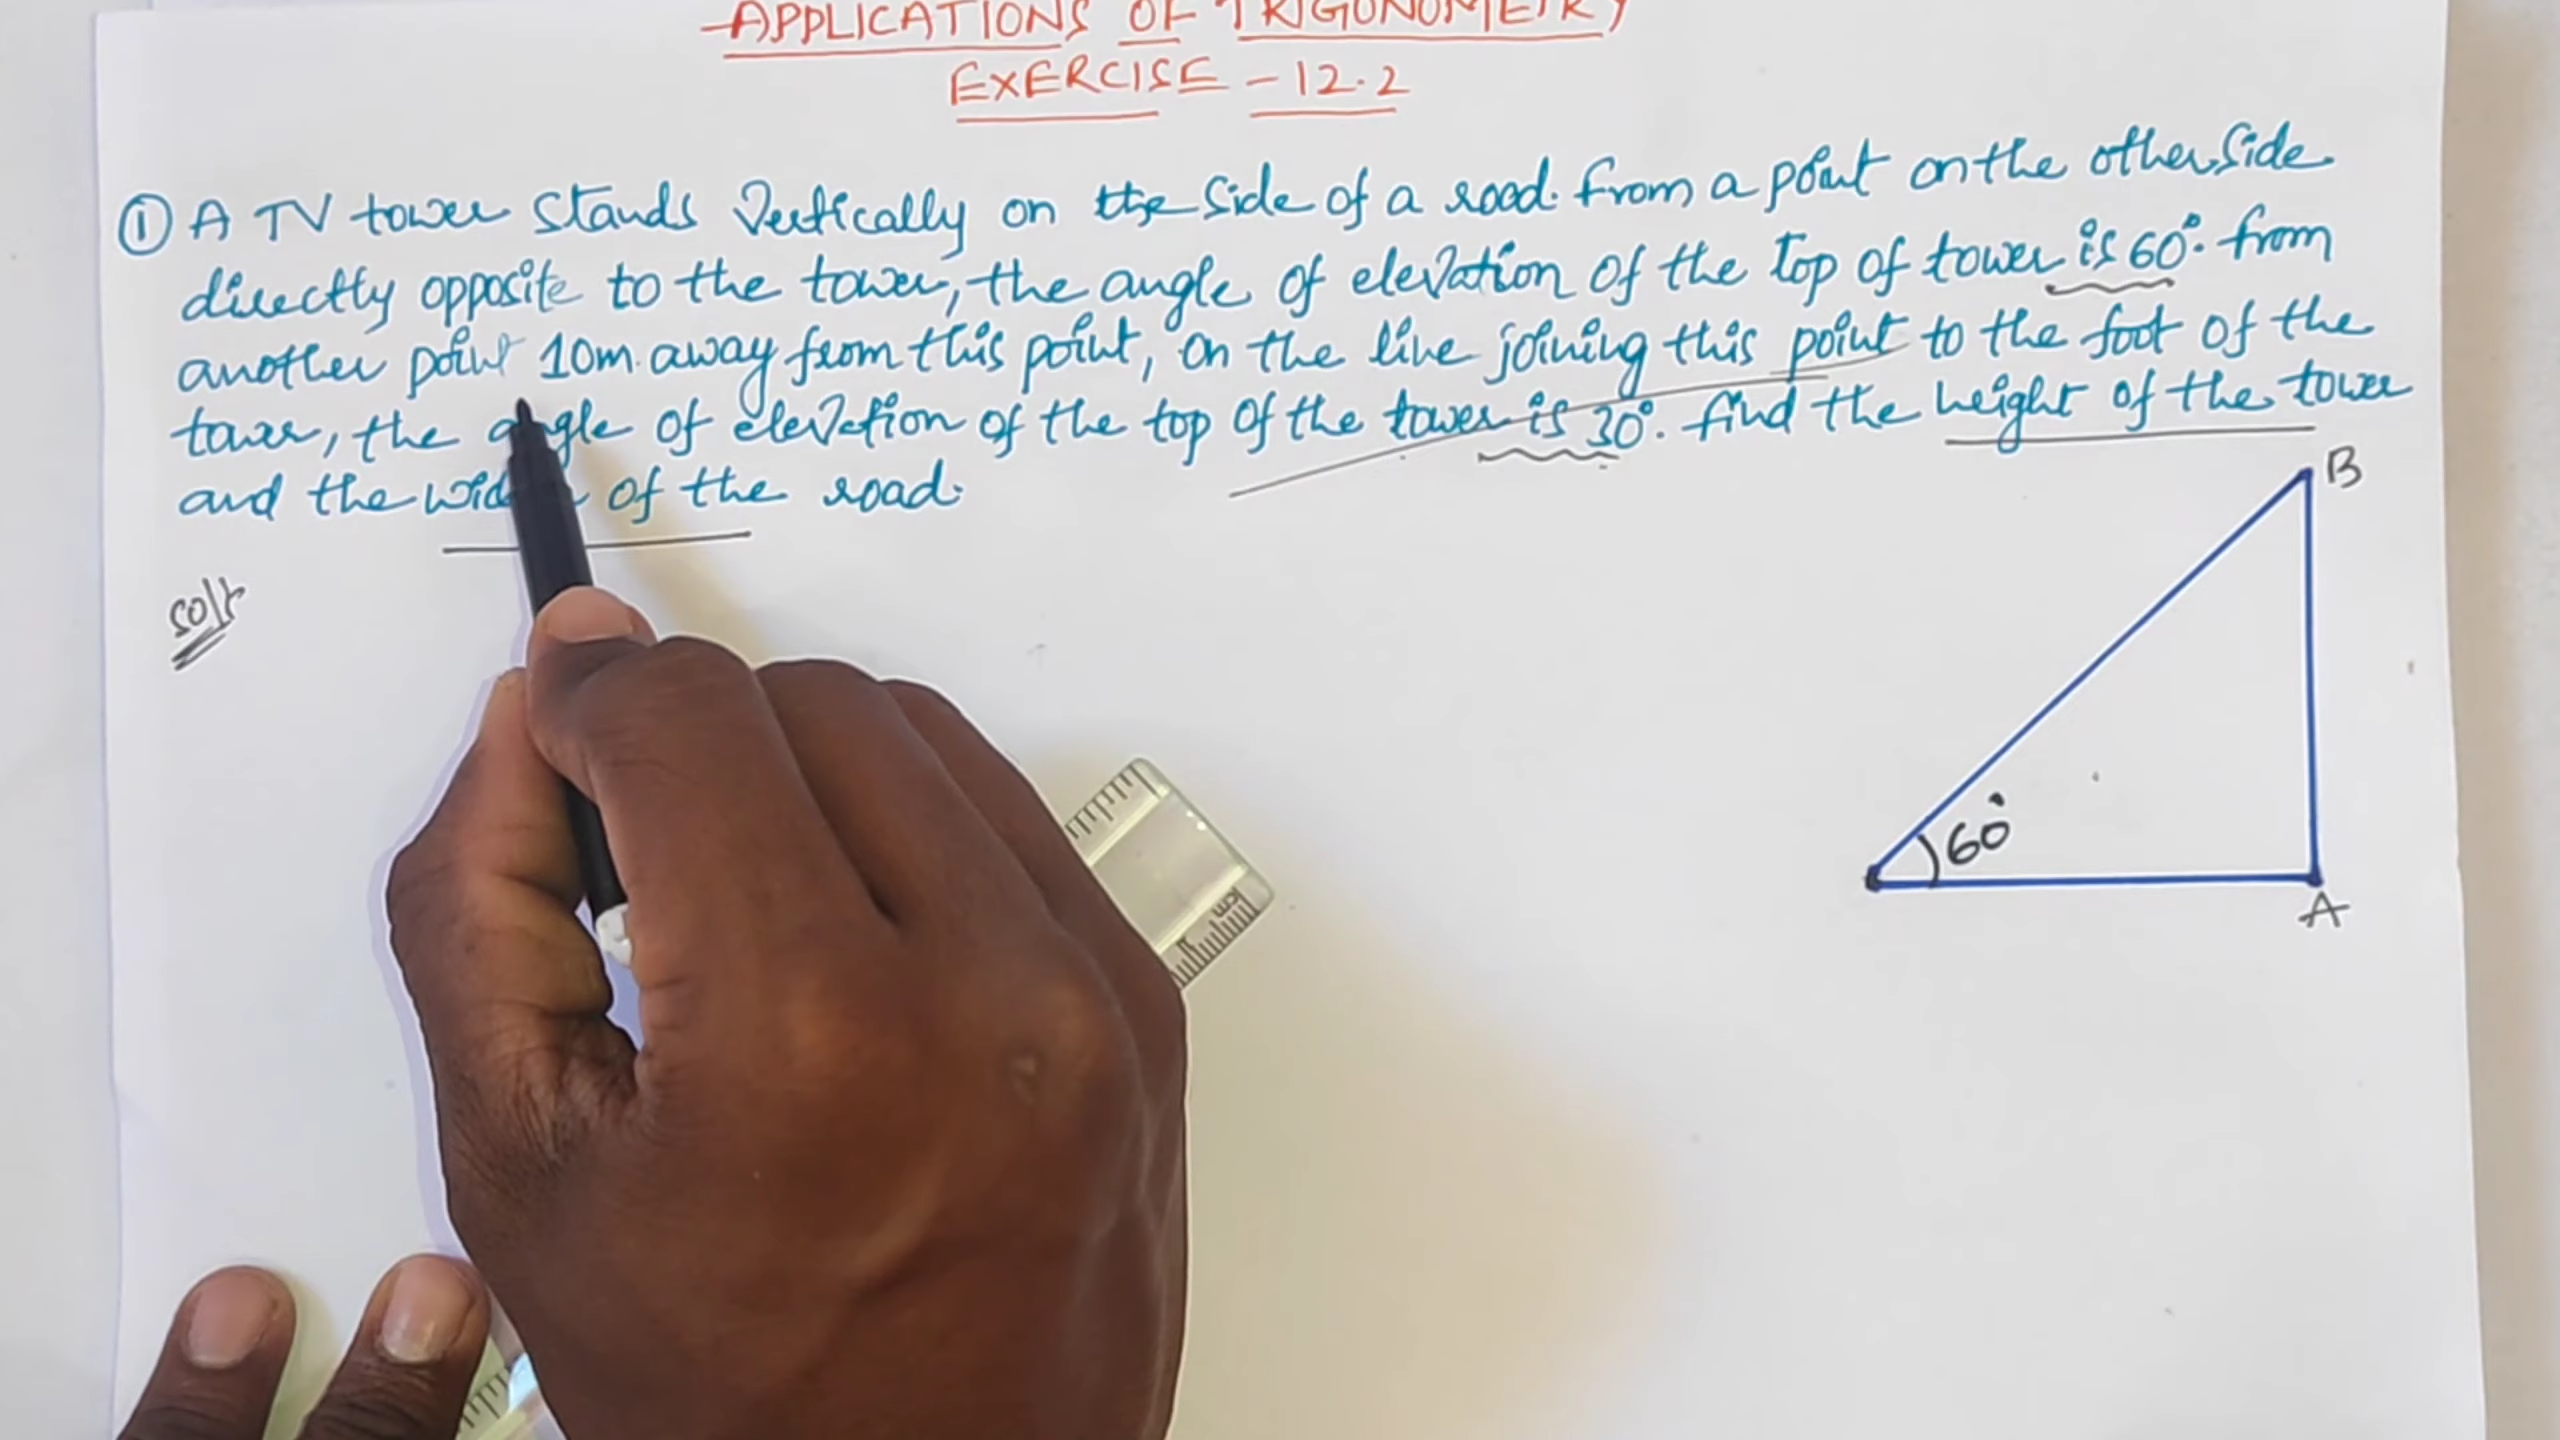 APPLICATIONS OF TRIGONOMETRY
EXERCISE - 12.2
① A TV tower stands vertically on the side of a road. from a point on the other side
directly opposite to the tower, the angle of elevation of the top of tower is 60°. from
another point 10m away from this point, on the line joining this point to the foot of the
tower, the angle of elevation of the top of the tower is 30°. find the height of the tower
and the of the road.
B
60°
A